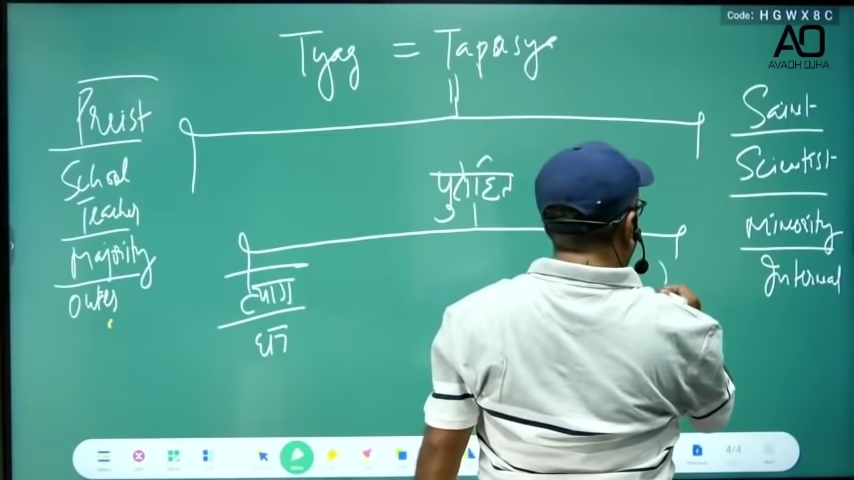 Code: HGWX8C
AO
AVADH OJHA
Tyag = Tapasya
Preist
School
Teacher
Majority
Outer
Saint
Scientist
Minority
Internal
पुरोहित
त्याग
धन